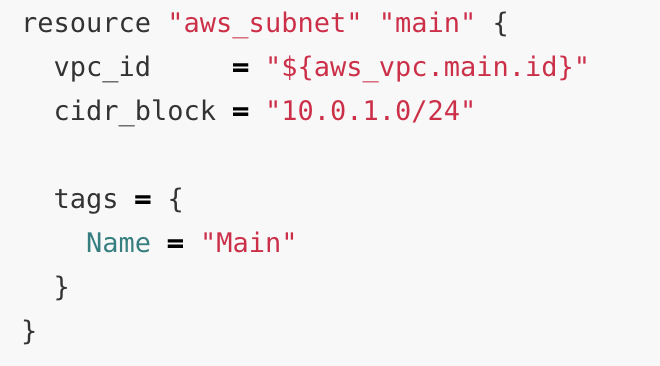 resource "aws_subnet" "main" {
  vpc_id     = "${aws_vpc.main.id}"
  cidr_block = "10.0.1.0/24"

  tags = {
    Name = "Main"
  }
}